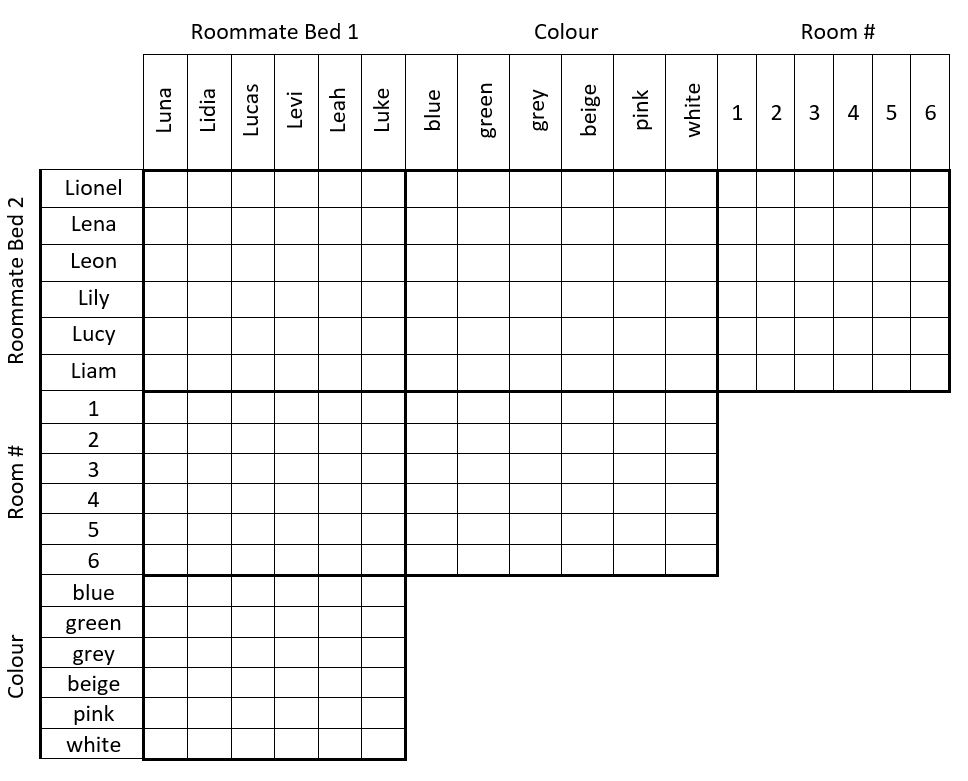 Roommate Bed 1 Colour Room #
Luna Lidia Lucas Levi Leah Luke blue green grey beige pink white 1 2 3 4 5 6
Roommate Bed 2
Lionel
Lena
Leon
Lily
Lucy
Liam
Room #
1
2
3
4
5
6
Colour
blue
green
grey
beige
pink
white